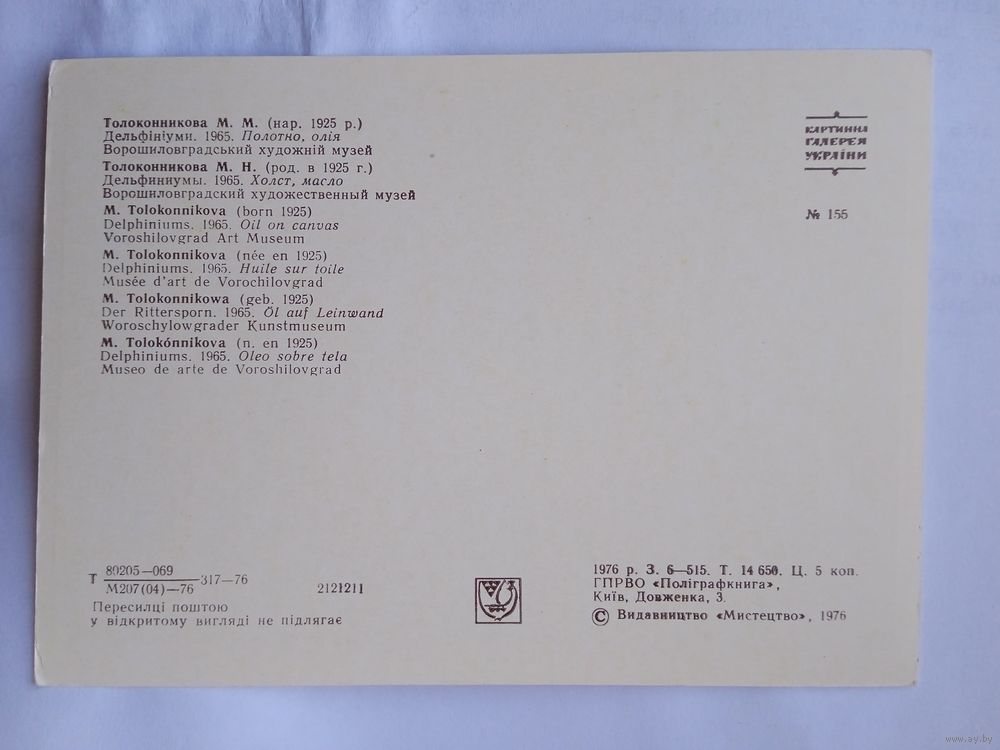 Толоконникова М. М. (нар. 1925 р.)
Дельфініуми. 1965. Полотно, олія
Ворошиловградський художній музей
Толоконникова М. Н. (род. в 1925 г.)
Дельфиниумы. 1965. Холст, масло
Ворошиловградский художественный музей
M. Tolokonnikova (born 1925)
Delphiniums. 1965. Oil on canvas
Voroshilovgrad Art Museum
M. Tolokonnikova (née en 1925)
Delphiniums. 1965. Huile sur toile
Musée d'art de Vorochilovgrad
M. Tolokonnikowa (geb. 1925)
Der Rittersporn. 1965. Öl auf Leinwand
Woroschylowgrader Kunstmuseum
M. Tolokónnikova (n. en 1925)
Delphiniums. 1965. Oleo sobre tela
Museo de arte de Voroshilovgrad
КАРТИННА
ГАЛЕРЕЯ
УКРАЇНИ
№ 155
Т 80205—069
М207(04)—76 317—76
2121211
Пересилці поштою
у відкритому вигляді не підлягає
1976 р. З. 6—515. Т. 14 650. Ц. 5 коп.
ГПРВО «Поліграфкнига»,
Київ, Довженка, 3.
© Видавництво «Мистецтво», 1976
www.ay.by